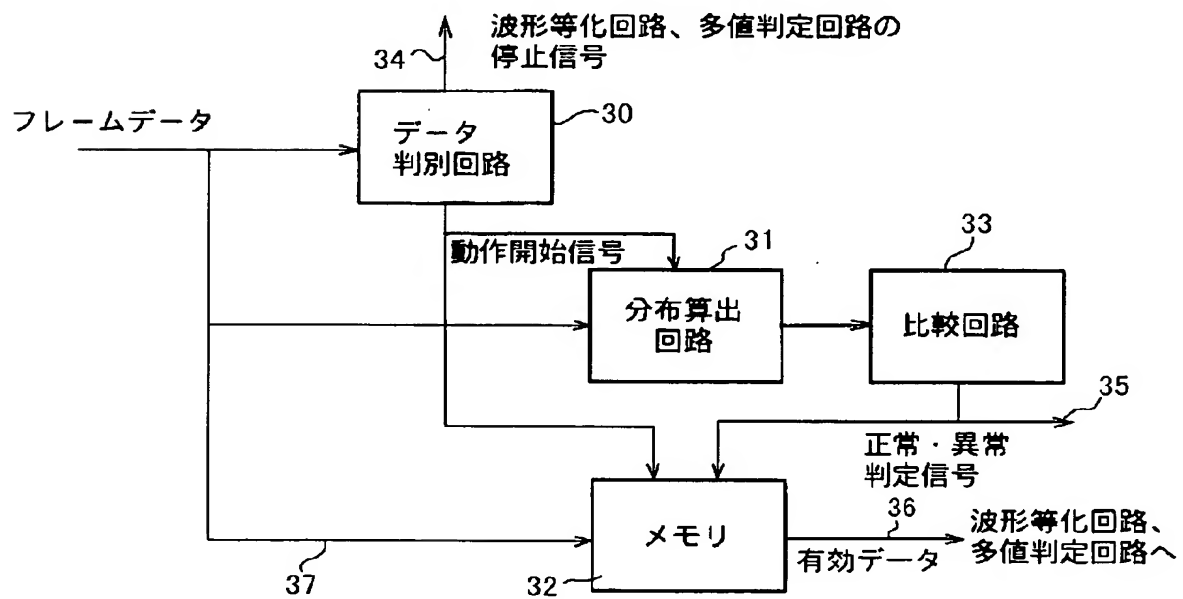 波形等化回路、多値判定回路の
停止信号
34
フレームデータ
30
データ
判別回路
動作開始信号
31
33
分布算出
回路
比較回路
35
正常・異常
判定信号
36
メモリ
波形等化回路、
多値判定回路へ
有効データ
37
32